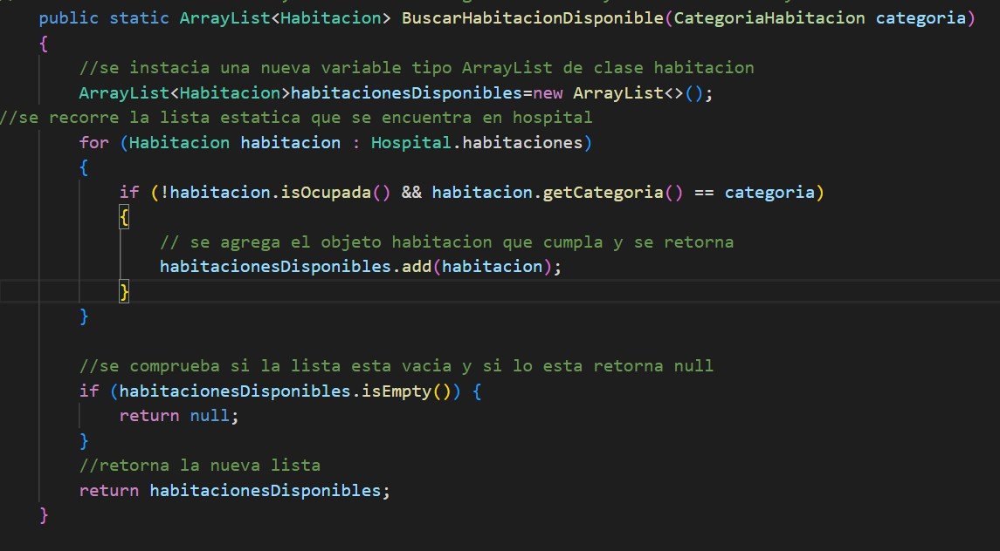 public static ArrayList<Habitacion> BuscarHabitacionDisponible(CategoriaHabitacion categoria)
{
//se instacia una nueva variable tipo ArrayList de clase habitacion
ArrayList<Habitacion>habitacionesDisponibles=new ArrayList<>();
//se recorre la lista estatica que se encuentra en hospital
for (Habitacion habitacion : Hospital.habitaciones)
{
if (!habitacion.isOcupada() && habitacion.getCategoria() == categoria)
{
// se agrega el objeto habitacion que cumpla y se retorna
habitacionesDisponibles.add(habitacion);
}
}
//se comprueba si la lista esta vacia y si lo esta retorna null
if (habitacionesDisponibles.isEmpty()) {
return null;
}
//retorna la nueva lista
return habitacionesDisponibles;
}